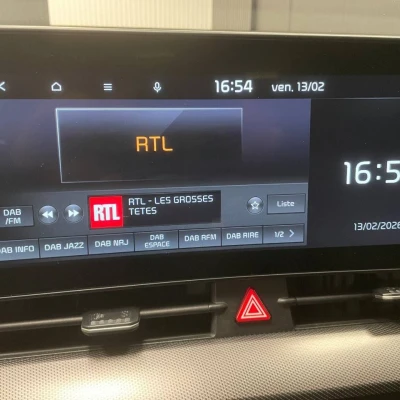 16:54 ven. 13/02
RTL
DAB
/FM
RTL
RTL - LES GROSSES
_TETES
Liste
DAB INFO
DAB JAZZ
DAB NRJ
DAB
ESPACE
DAB RFM
DAB RIRE
1/2
16:5
13/02/2026